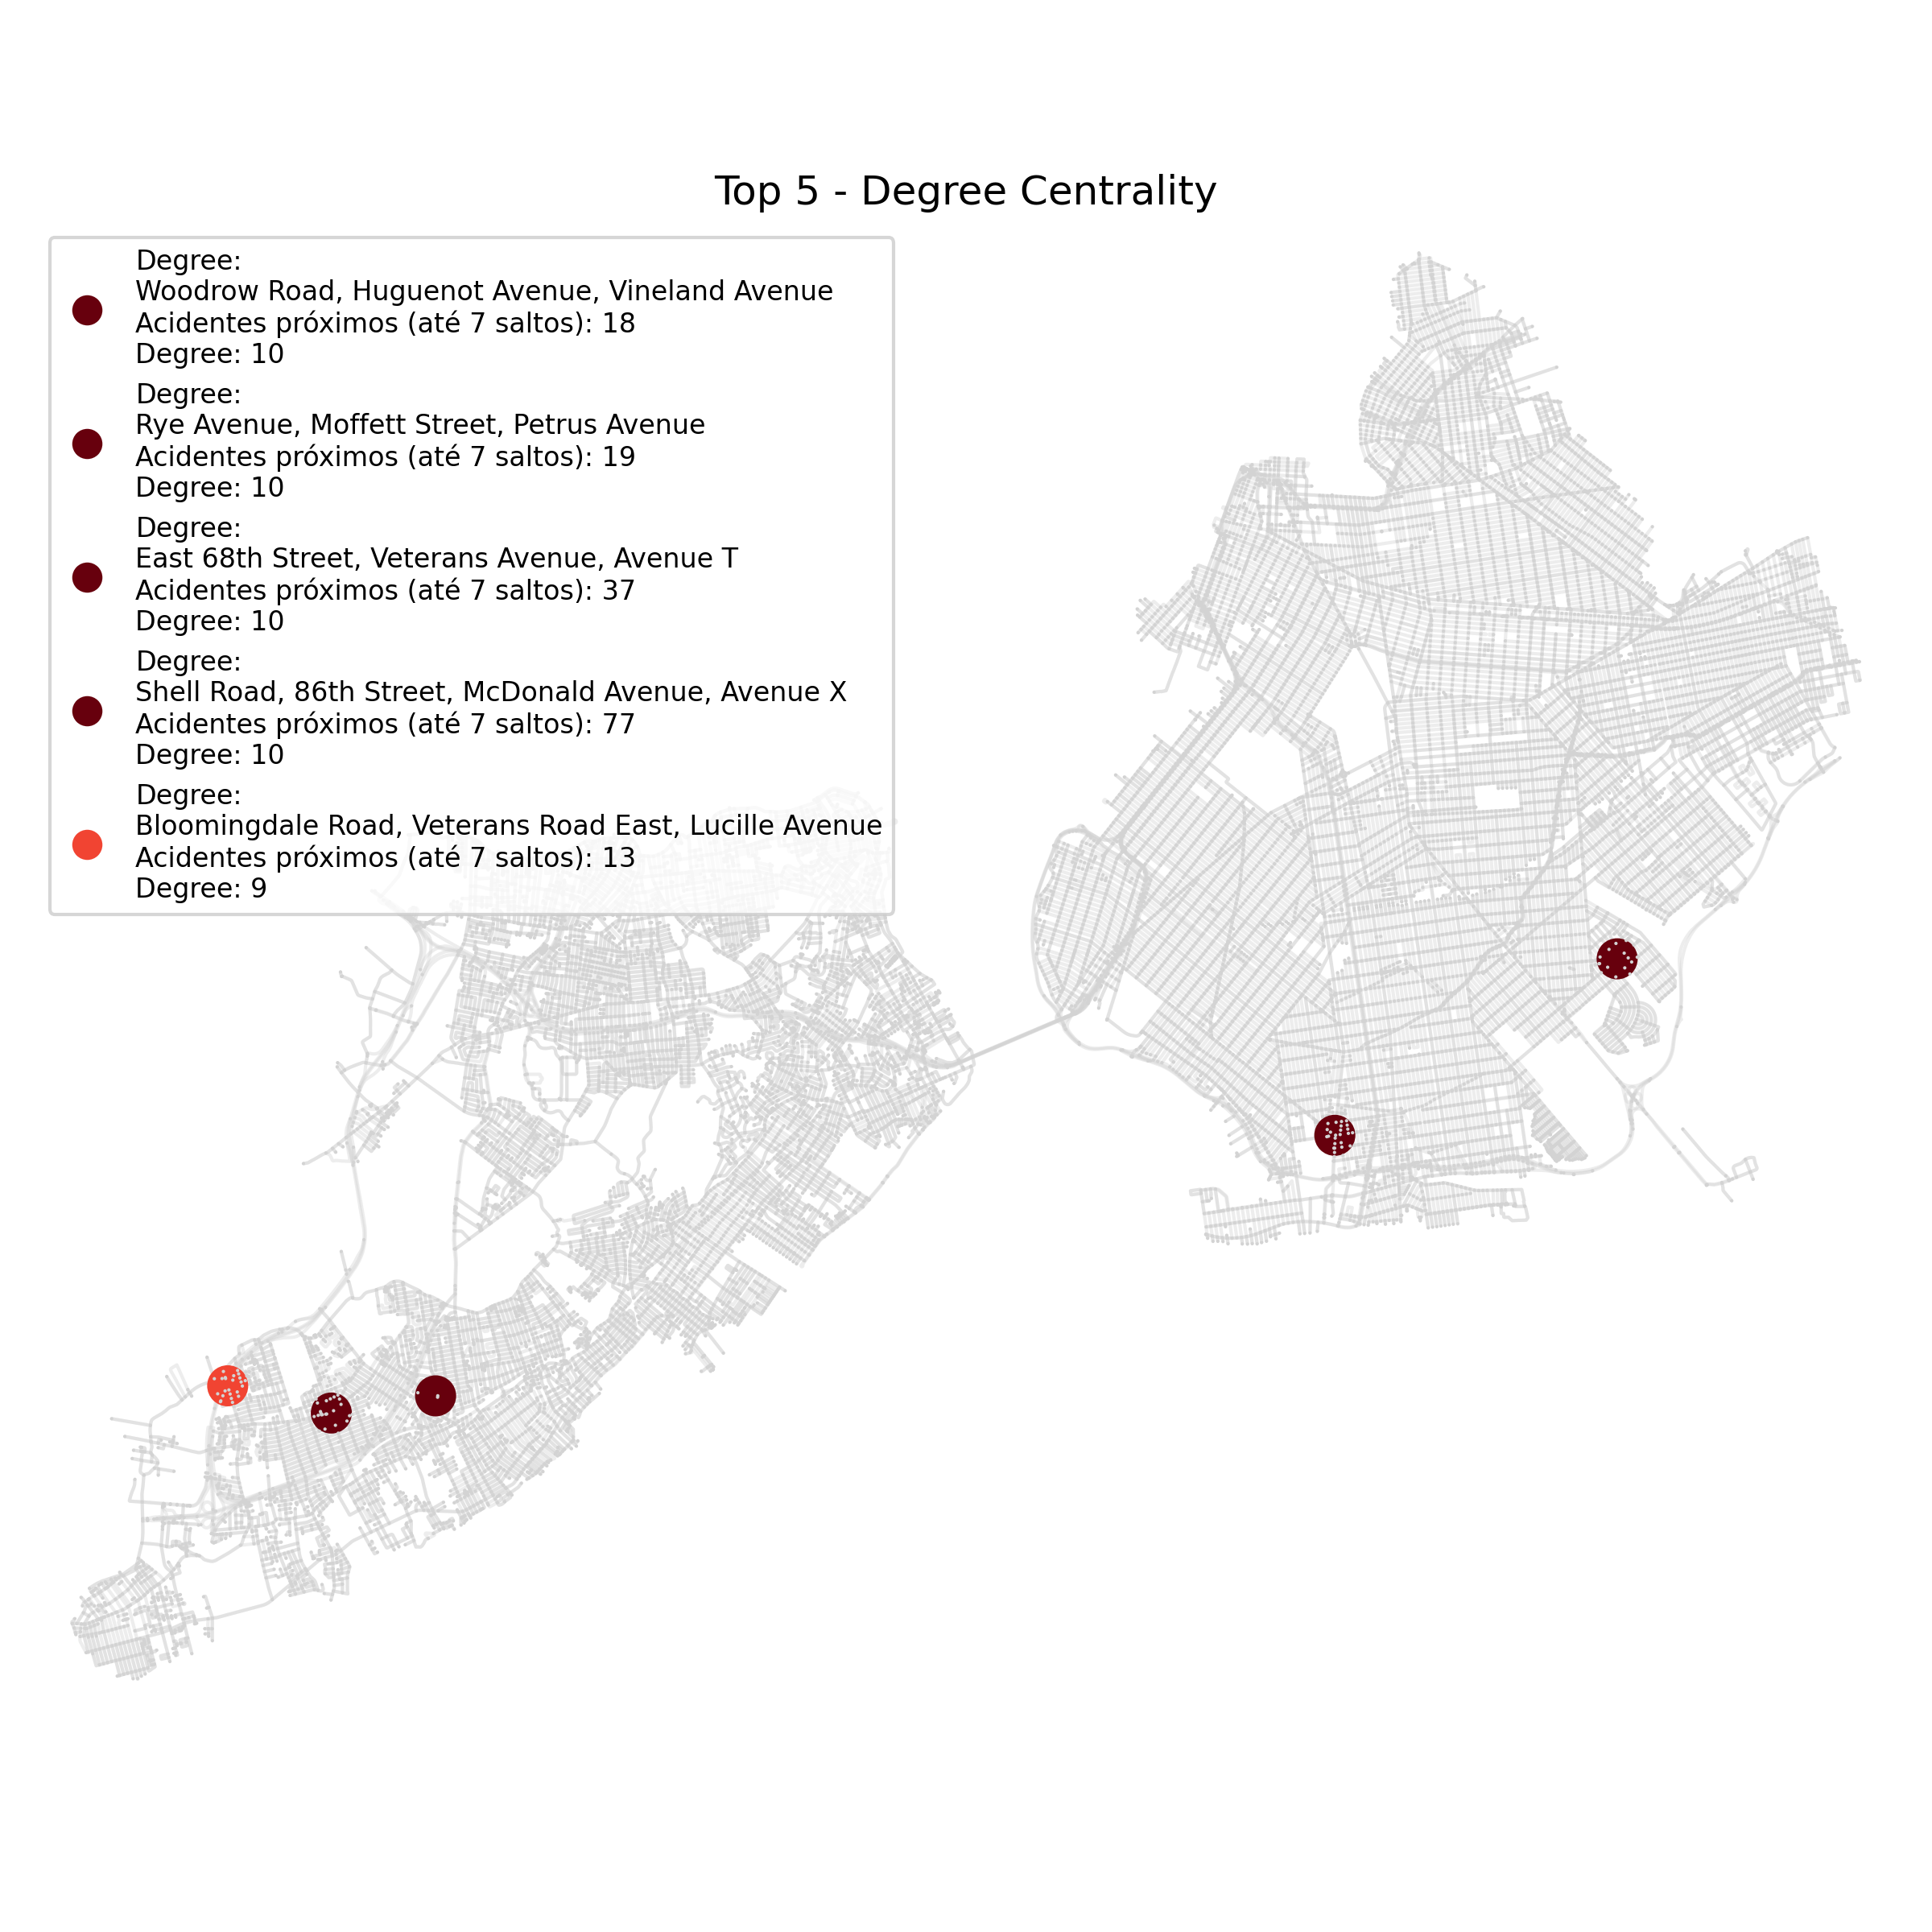 Top 5 - Degree Centrality
Degree:
Woodrow Road, Huguenot Avenue, Vineland Avenue
Acidentes próximos (até 7 saltos): 18
Degree: 10
Degree:
Rye Avenue, Moffett Street, Petrus Avenue
Acidentes próximos (até 7 saltos): 19
Degree: 10
Degree:
East 68th Street, Veterans Avenue, Avenue T
Acidentes próximos (até 7 saltos): 37
Degree: 10
Degree:
Shell Road, 86th Street, McDonald Avenue, Avenue X
Acidentes próximos (até 7 saltos): 77
Degree: 10
Degree:
Bloomingdale Road, Veterans Road East, Lucille Avenue
Acidentes próximos (até 7 saltos): 13
Degree: 9